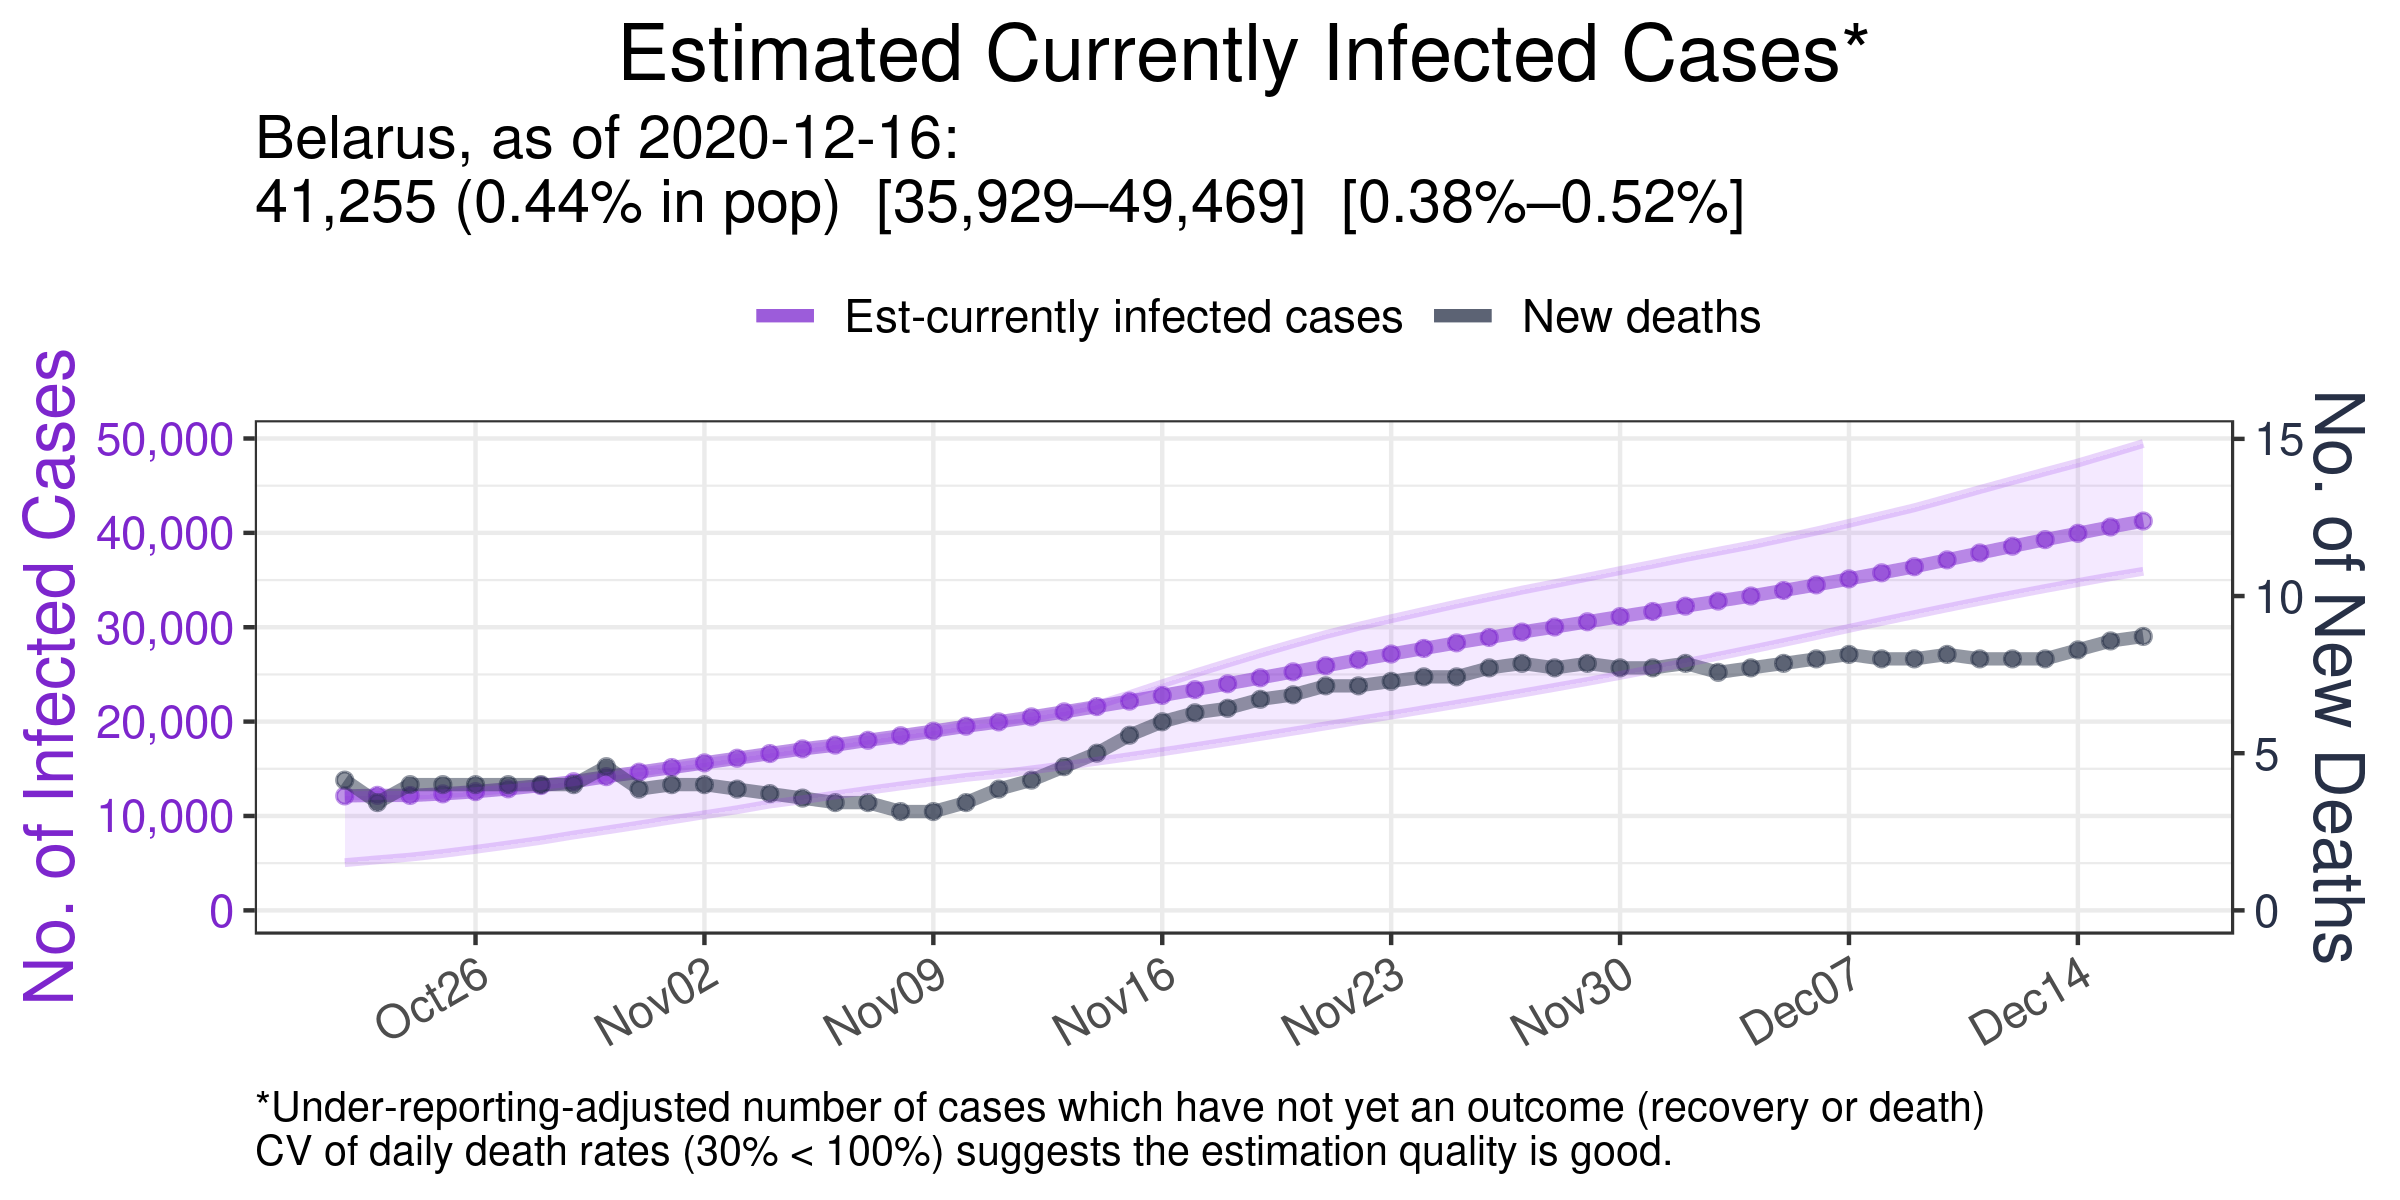 Estimated Currently Infected Cases*
Belarus, as of 2020-12-16:
41,255 (0.44% in pop)  [35,929–49,469]  [0.38%–0.52%]
Est-currently infected cases
New deaths
No. of Infected Cases
50,000
40,000
30,000
20,000
10,000
0
15
10
5
0
No. of New Deaths
Oct26
Nov02
Nov09
Nov16
Nov23
Nov30
Dec07
Dec14
*Under-reporting-adjusted number of cases which have not yet an outcome (recovery or death)
CV of daily death rates (30% < 100%) suggests the estimation quality is good.